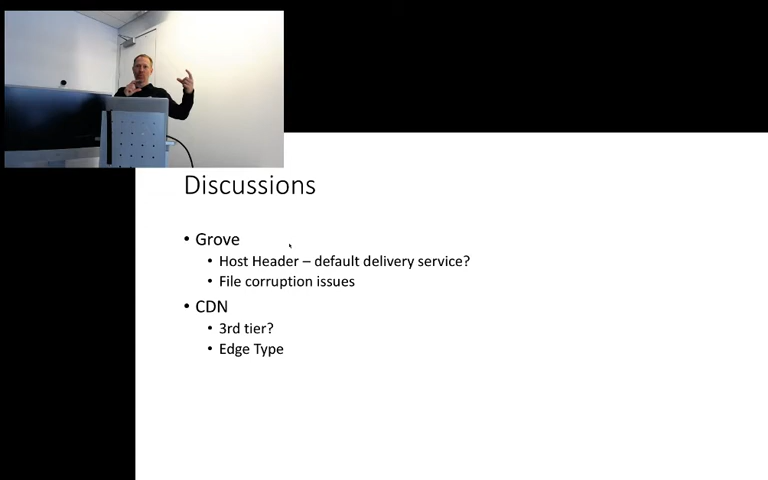 Discussions
• Grove
• Host Header – default delivery service?
• File corruption issues
• CDN
• 3rd tier?
• Edge Type